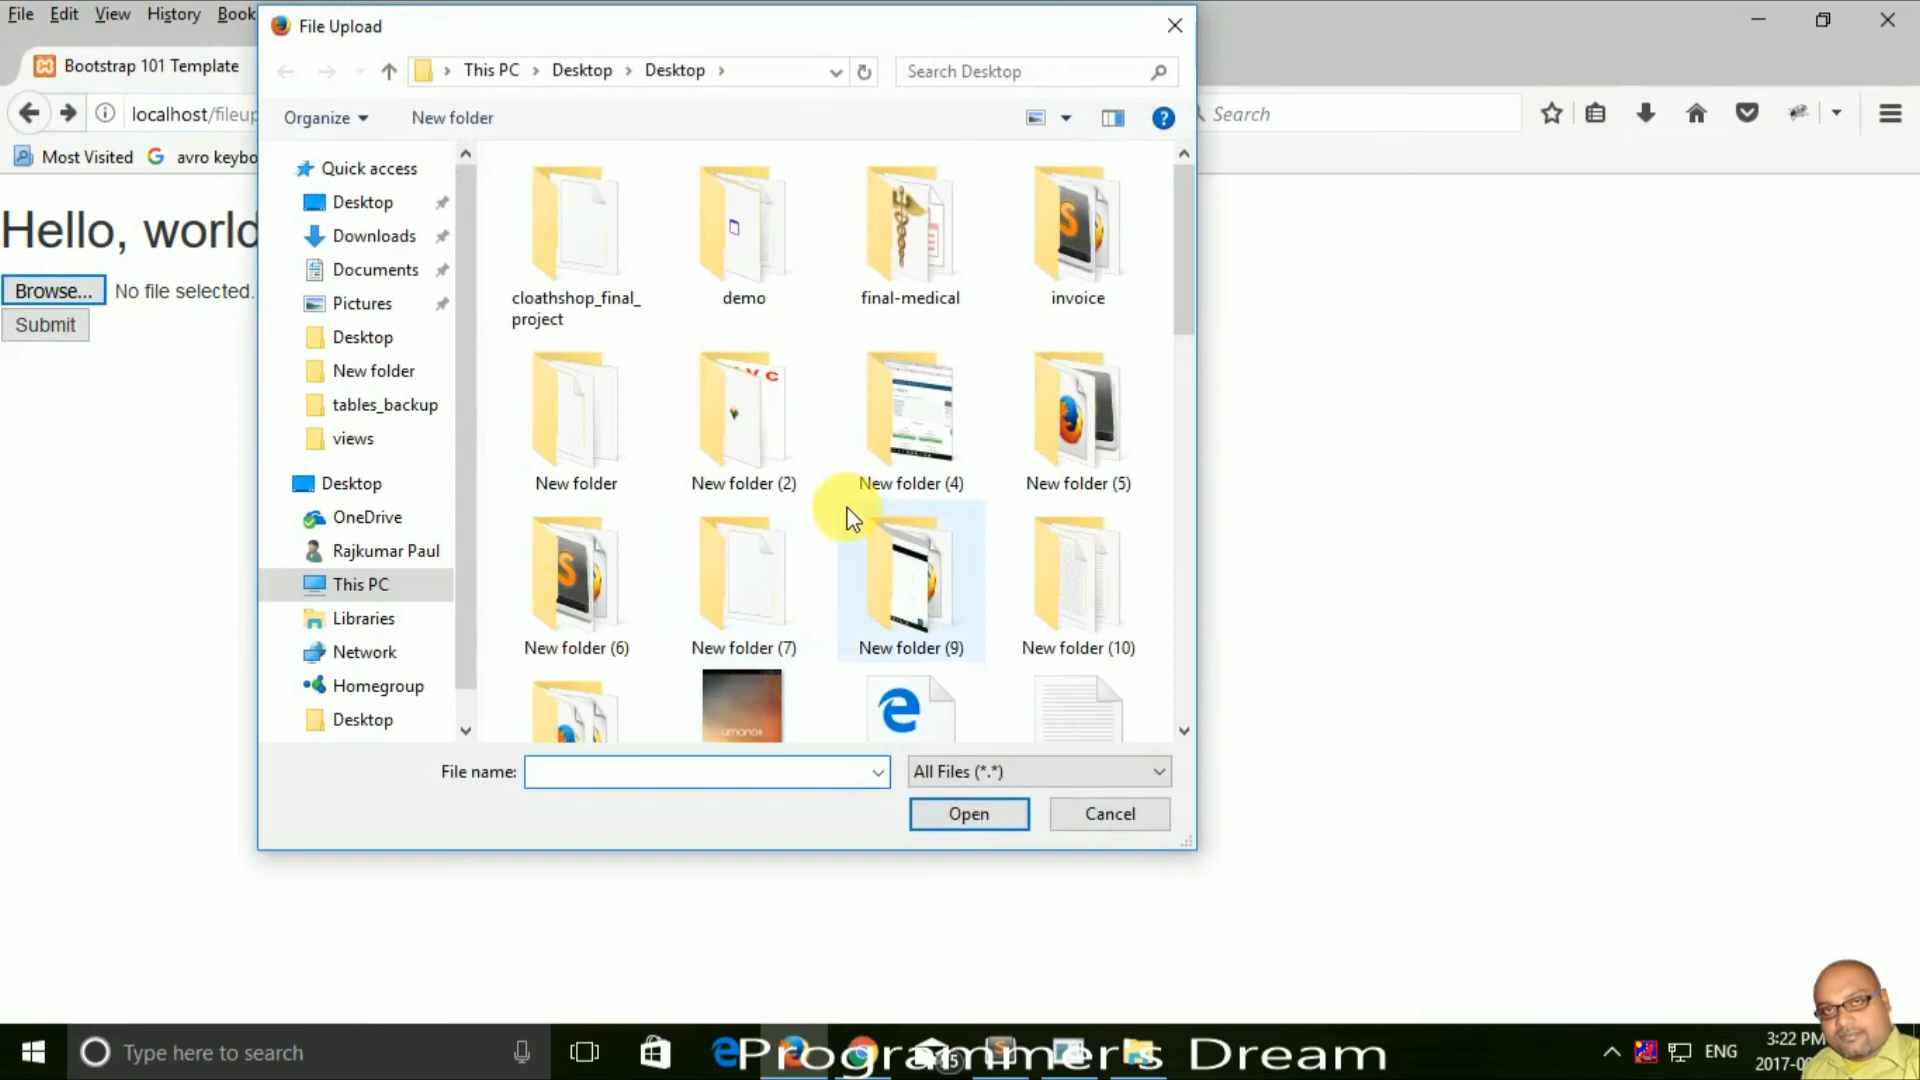 File Edit View History Book
File Upload
Bootstrap 101 Template
This PC > Desktop > Desktop >
Search Desktop
localhost/fileup
Search
Organize
New folder
Most Visited
avro keybo
Hello, world
Browse...
No file selected.
Submit
Quick access
Desktop
Downloads
Documents
Pictures
Desktop
New folder
tables_backup
views
Desktop
OneDrive
Rajkumar Paul
This PC
Libraries
Network
Homegroup
Desktop
cloathshop_final_
project
demo
final-medical
invoice
New folder
New folder (2)
New folder (4)
New folder (5)
New folder (6)
New folder (7)
New folder (9)
New folder (10)
umano
File name:
All Files (*.*)
Open
Cancel
Type here to search
Programmer's Dream
ENG
3:22 PM
2017-0